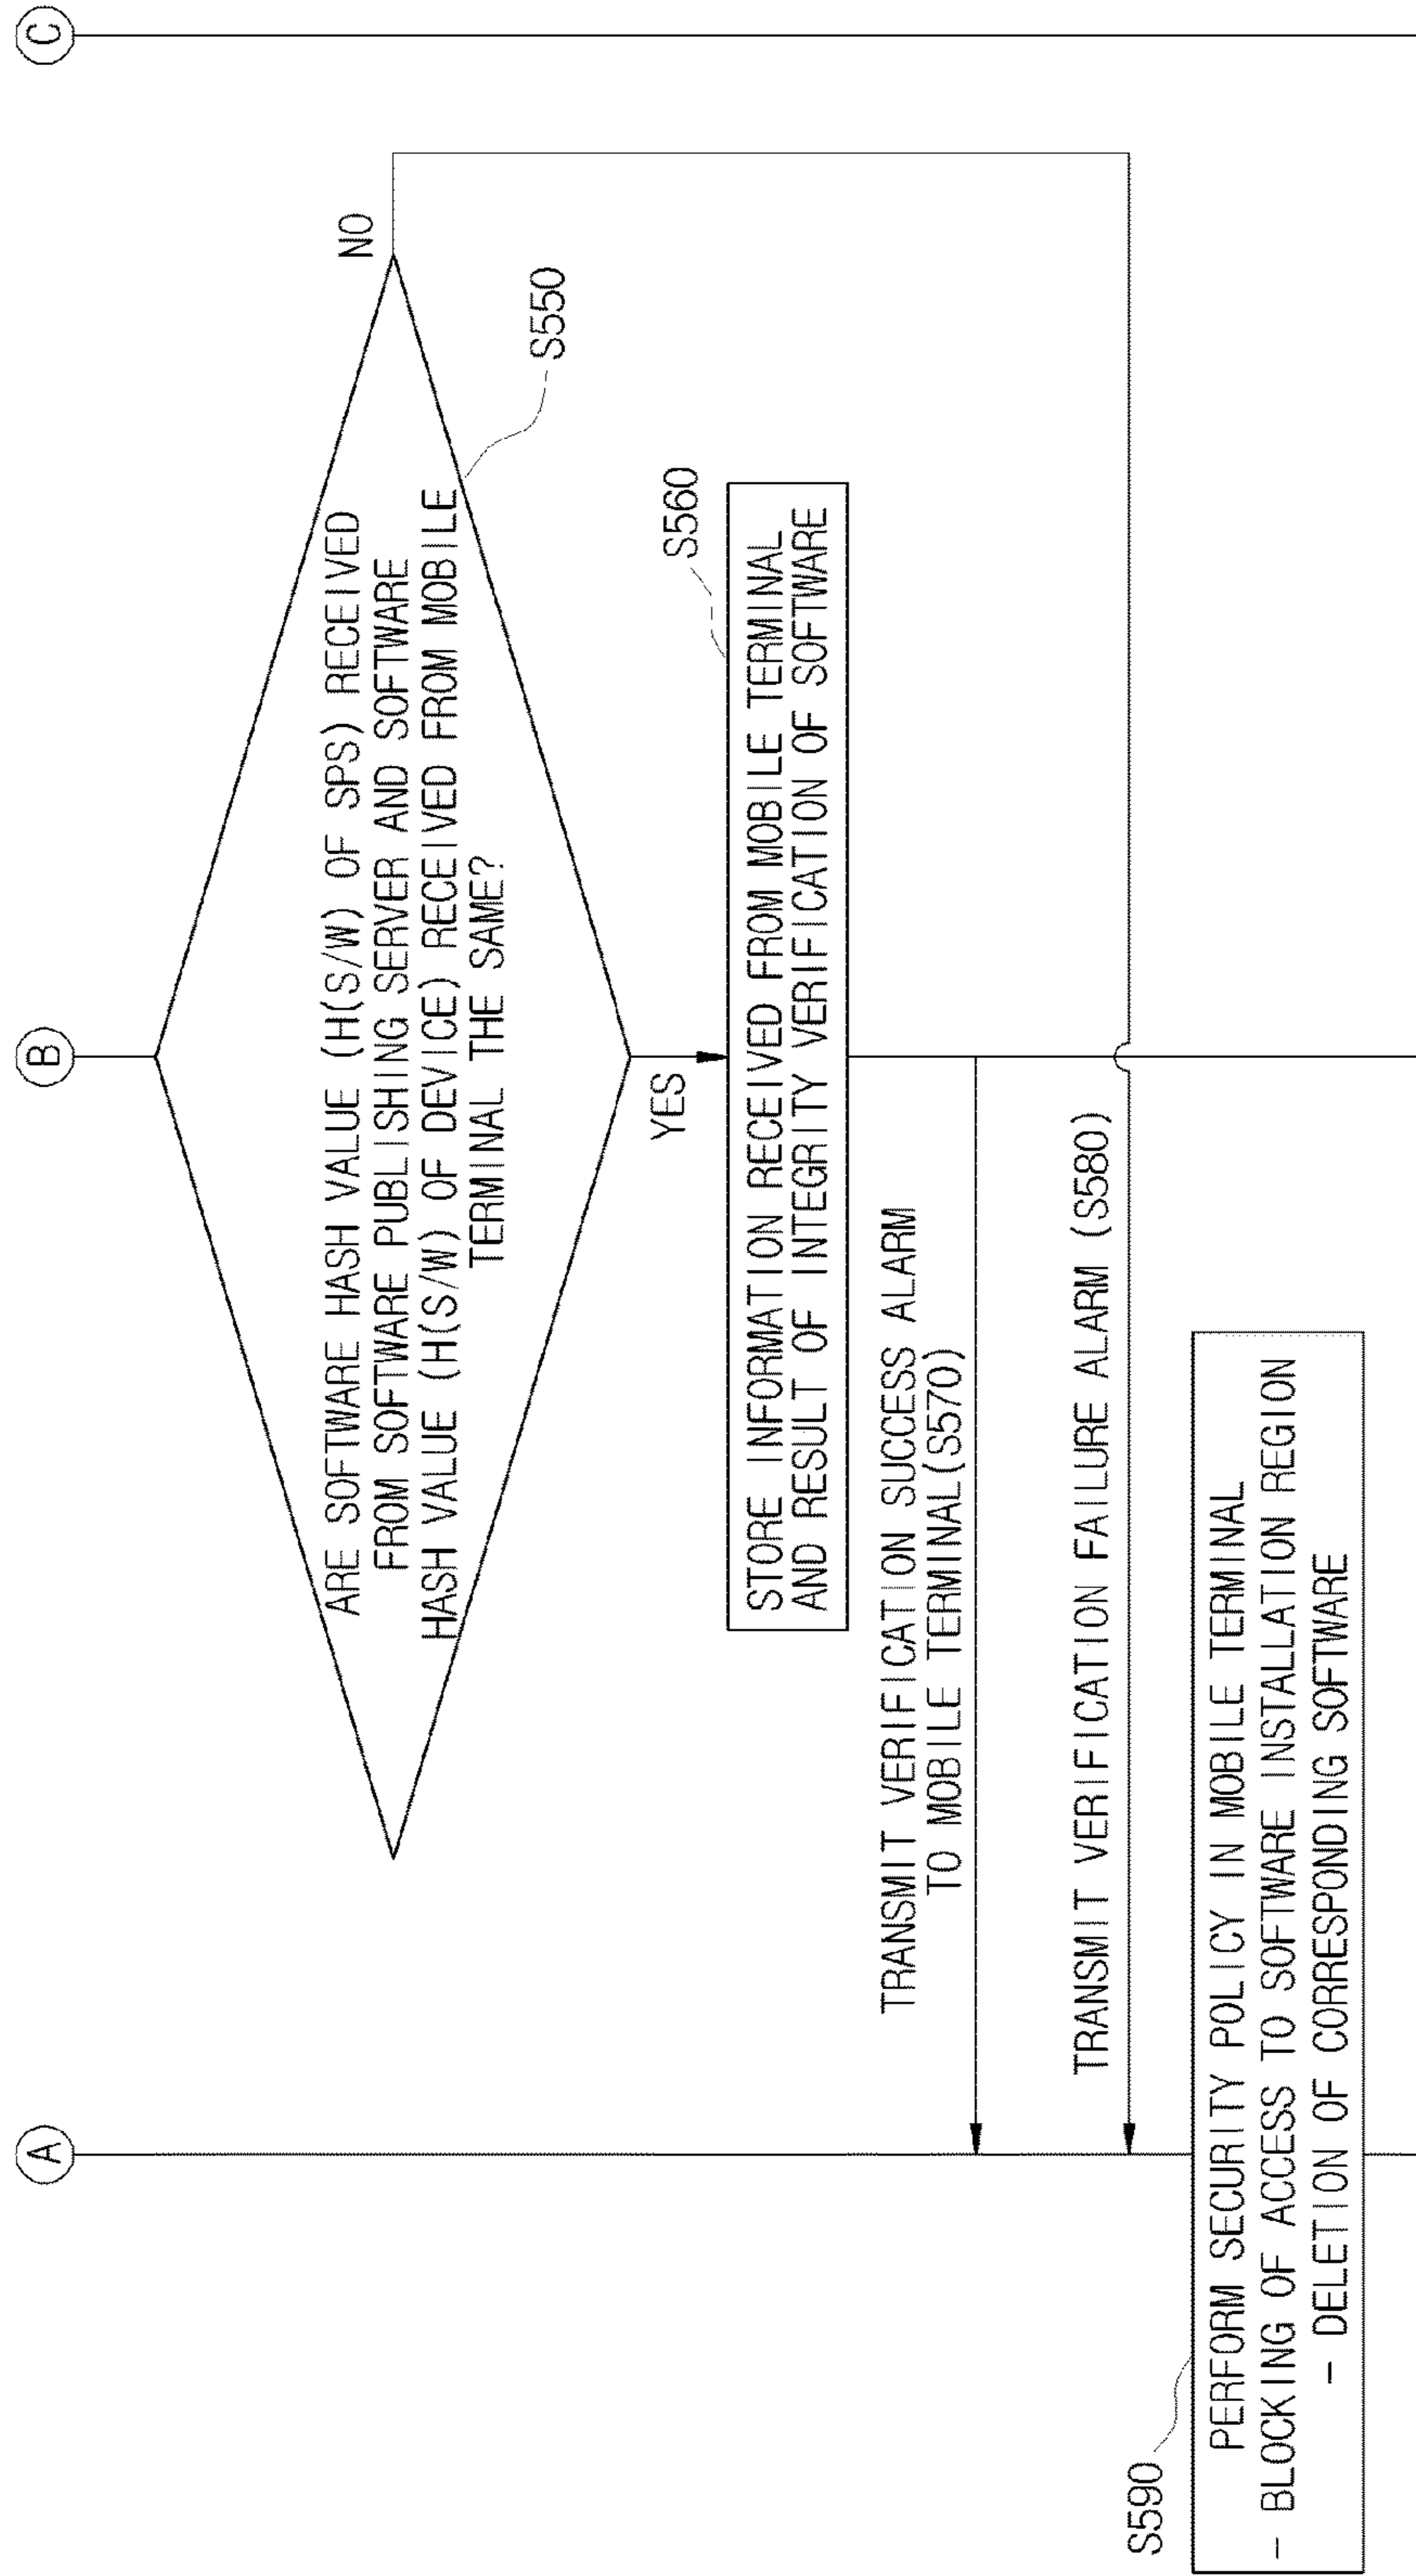 A
B
C
ARE SOFTWARE HASH VALUE (H(S/W) OF SPS) RECEIVED
FROM SOFTWARE PUBLISHING SERVER AND SOFTWARE
HASH VALUE (H(S/W) OF DEVICE) RECEIVED FROM MOBILE
TERMINAL THE SAME?
NO
S550
YES
S560
STORE INFORMATION RECEIVED FROM MOBILE TERMINAL
AND RESULT OF INTEGRITY VERIFICATION OF SOFTWARE
TRANSMIT VERIFICATION SUCCESS ALARM
TO MOBILE TERMINAL(S570)
TRANSMIT VERIFICATION FAILURE ALARM (S580)
S590
PERFORM SECURITY POLICY IN MOBILE TERMINAL
- BLOCKING OF ACCESS TO SOFTWARE INSTALLATION REGION
- DELETION OF CORRESPONDING SOFTWARE